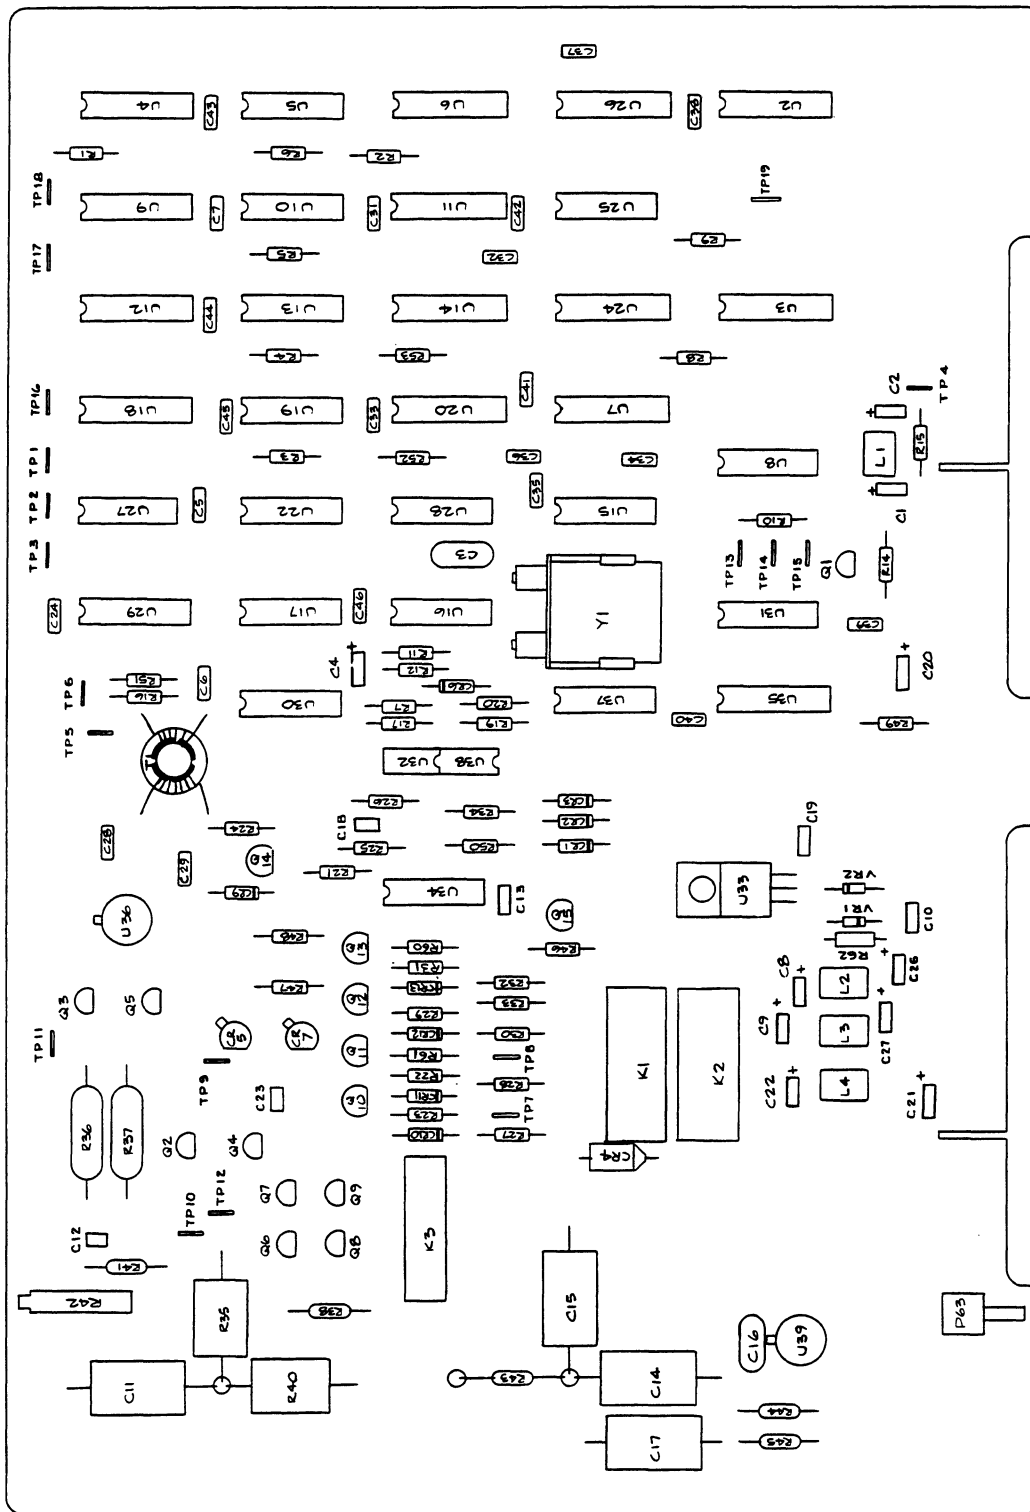 C37
U4
C43
U5
U6
U26
C38
U2
R1
R6
R2
TP18
TP19
U9
C7
U10
C31
U11
C42
U25
R9
TP17
R5
C32
U12
C44
U13
U14
U24
U3
R4
R53
R8
C2
TP4
TP16
U18
C45
U19
C33
U20
C41
U7
R15
L1
TP1
R3
R52
C36
C34
U8
TP2
U27
C5
U22
U28
C35
U15
C1
+
+
R10
TP3
C3
TP13
TP14
TP15
Q1
R14
C24
U29
U17
C46
U16
Y1
U31
C39
C4
+
R11
R12
+
C20
TP6
R51
R16
C6
CR6
U30
R7
R20
U37
U35
R17
R19
C40
R49
TP5
T1
U32
U38
R26
R34
CR3
C18
CR2
C19
C28
R24
Q14
R25
R50
CR1
C29
R21
CR9
U34
C13
U33
VR2
U36
Q15
VR1
C10
R48
Q13
R60
R46
R62
R31
C8
+
L2
+
C26
Q3
Q5
R47
Q12
CR13
R32
R33
R29
C9
+
L3
C27
+
TP11
CR5
CR7
CR12
R30
Q11
R61
TP8
K1
K2
TP9
R22
R28
C22
+
L4
C23
Q10
CR11
R23
TP7
C21
+
R36
R37
Q2
Q4
CR10
R27
CR4
TP10
TP12
Q7
Q9
C12
Q6
Q8
K3
R41
R42
R35
R38
C15
P63
C16
U39
C11
R40
R43
C14
R44
C17
R45